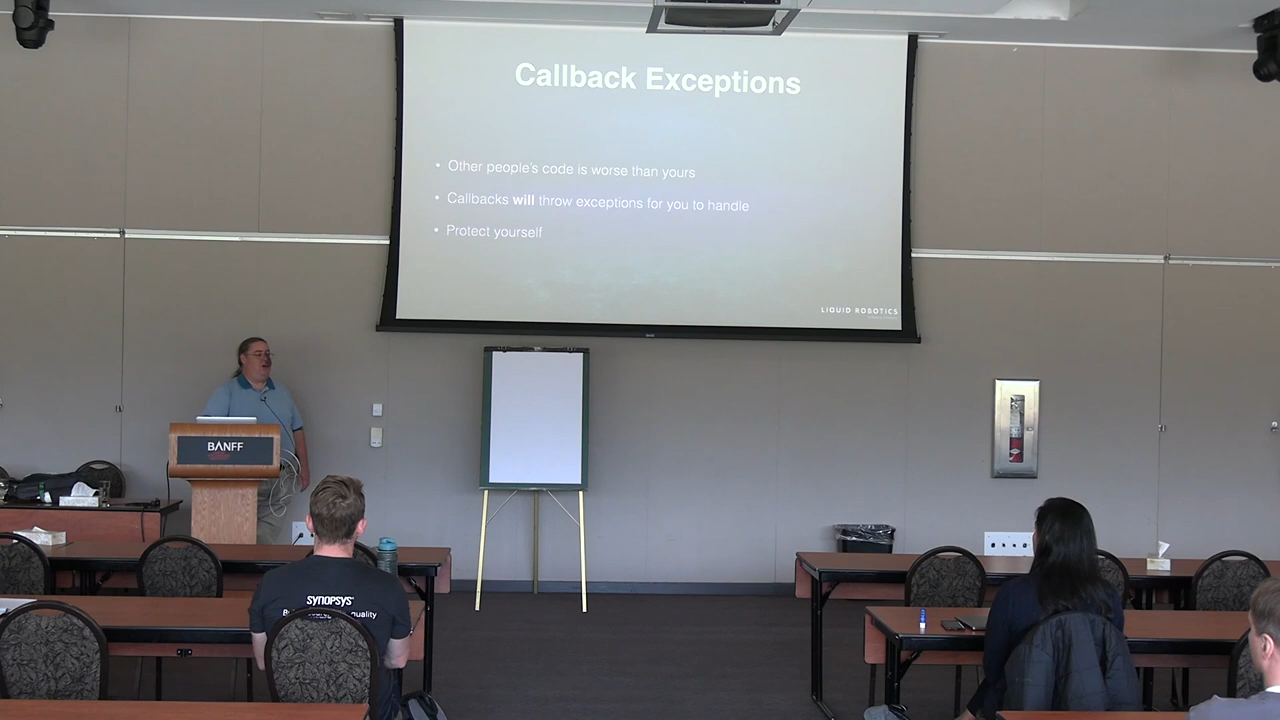 Callback Exceptions
• Other people's code is worse than yours
• Callbacks will throw exceptions for you to handle
• Protect yourself
LIQUID ROBOTICS
BANFF
SYNOPSYS